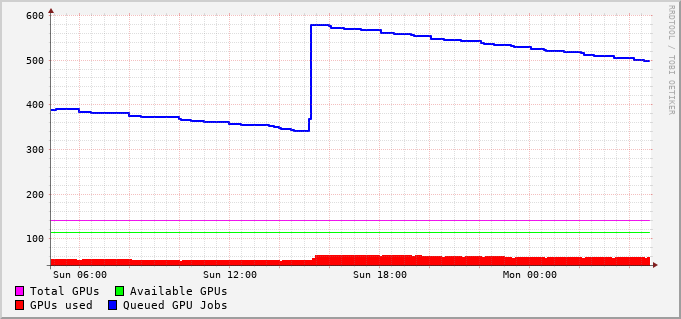 600
500
400
300
200
100
Sun 06:00 Sun 12:00 Sun 18:00 Mon 00:00
Total GPUs Available GPUs
GPUs used Queued GPU Jobs
RRDTOOL / TOBI OETIKER